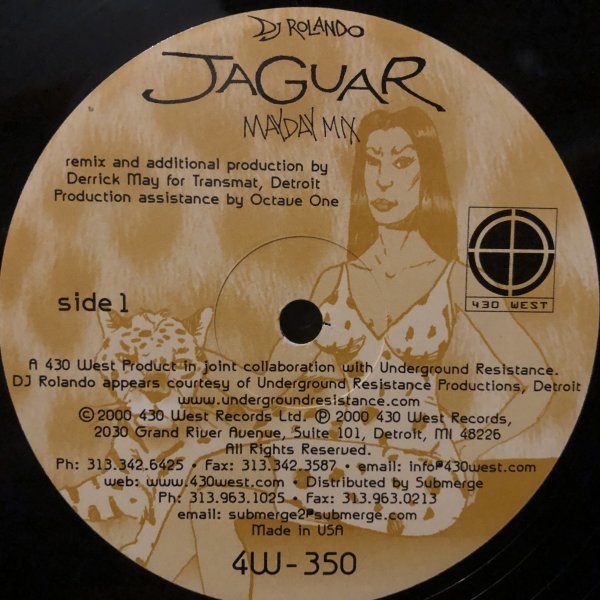 DJ ROLANDO
JAGUAR
MAYDAY MIX
remix and additional production by
Derrick May for Transmat, Detroit
Production assistance by Octave One
430 WEST
side 1
A 430 West Product in joint collaboration with Underground Resistance.
DJ Rolando appears courtesy of Underground Resistance Productions, Detroit
www.undergroundresistance.com
© 2000 430 West Records Ltd. ℗ 2000 430 West Records,
2030 Grand River Avenue, Suite 101, Detroit, MI 48226
All Rights Reserved.
Ph: 313.342.6425 • Fax: 313.342.3587 • email: info@430west.com
web: www.430west.com • Distributed by Submerge
Ph: 313.963.1025 • Fax: 313.963.0213
email: submerge2@submerge.com
Made in USA
4W-350